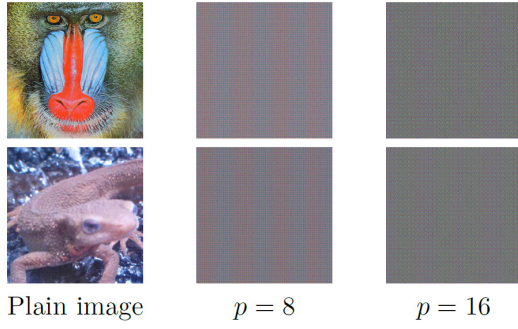 Plain image p = 8 p = 16